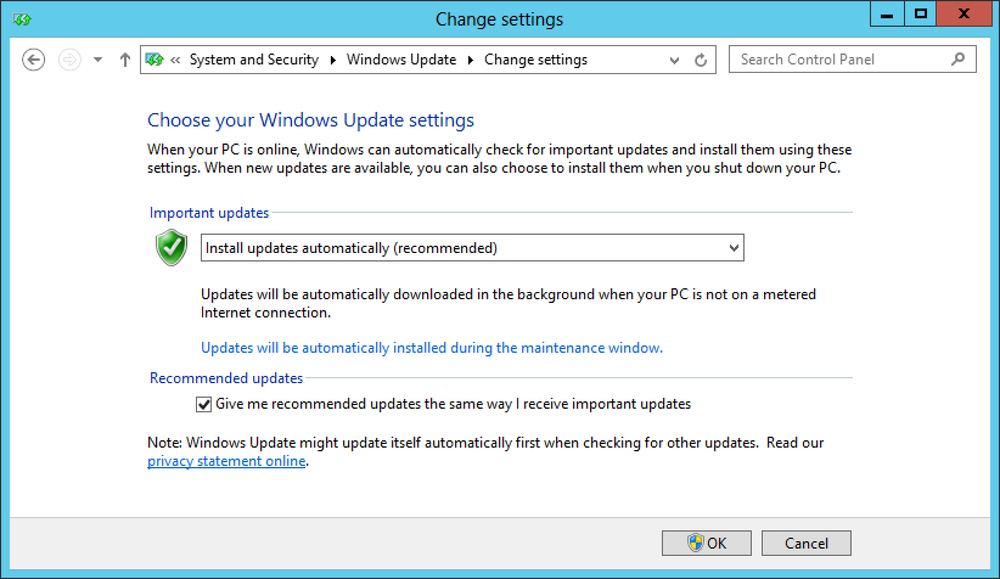 Change settings
« System and Security ▸ Windows Update ▸ Change settings
Search Control Panel
Choose your Windows Update settings
When your PC is online, Windows can automatically check for important updates and install them using these
settings. When new updates are available, you can also choose to install them when you shut down your PC.
Important updates
Install updates automatically (recommended)
Updates will be automatically downloaded in the background when your PC is not on a metered
Internet connection.
Updates will be automatically installed during the maintenance window.
Recommended updates
Give me recommended updates the same way I receive important updates
Note: Windows Update might update itself automatically first when checking for other updates.  Read our
privacy statement online.
OK
Cancel